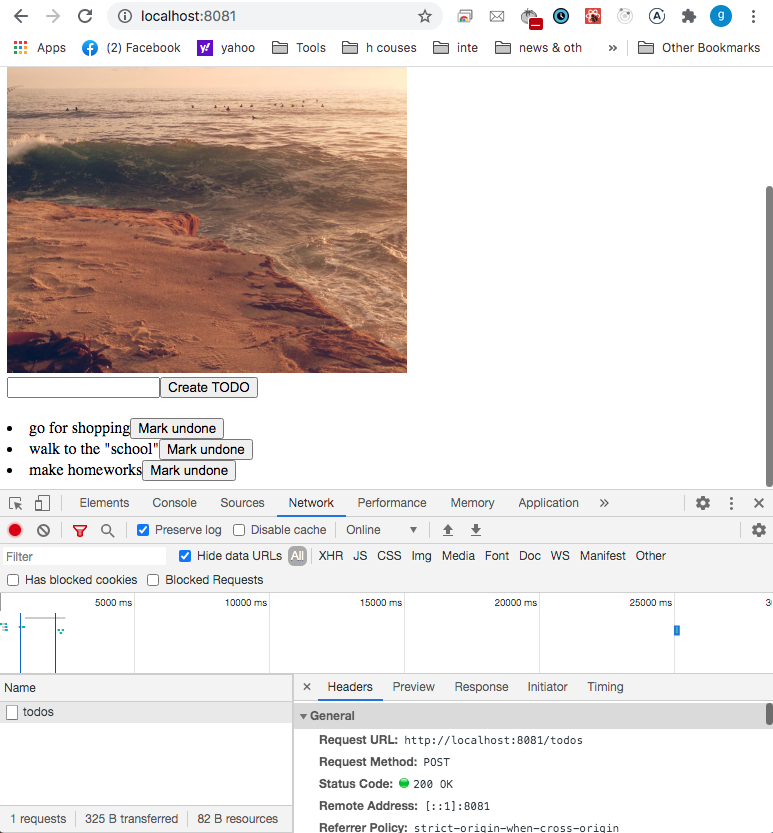 localhost:8081
g
Apps (2) Facebook y! yahoo Tools h couses inte news & oth » Other Bookmarks
Create TODO
go for shopping Mark undone
walk to the "school" Mark undone
make homeworks Mark undone
Elements Console Sources Network Performance Memory Application »
Preserve log Disable cache Online
Filter Hide data URLs All XHR JS CSS Img Media Font Doc WS Manifest Other
Has blocked cookies Blocked Requests
5000 ms 10000 ms 15000 ms 20000 ms 25000 ms 3
Name × Headers Preview Response Initiator Timing
todos
General
Request URL: http://localhost:8081/todos
Request Method: POST
Status Code: 200 OK
Remote Address: [::1]:8081
Referrer Policy: strict-origin-when-cross-origin
1 requests 325 B transferred 82 B resources